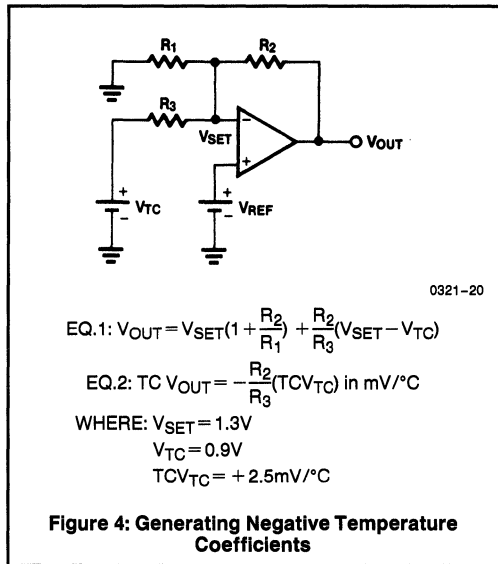 R1
R2
R3
VSET
−
+
VOUT
+
VTC
−
+
VREF
−
0321-20
EQ.1: VOUT = VSET(1 + R2/R1) + R2/R3(VSET − VTC)
EQ.2: TC VOUT = −R2/R3(TCVTC) in mV/°C
WHERE: VSET = 1.3V
VTC = 0.9V
TCVTC = +2.5mV/°C
Figure 4: Generating Negative Temperature
Coefficients